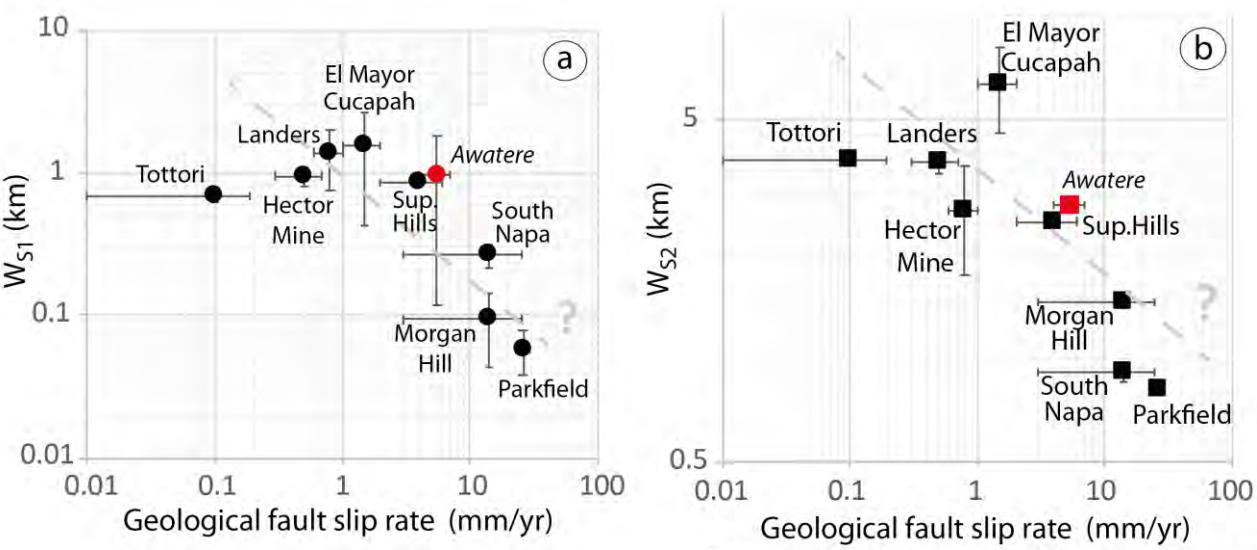 10
1
0.1
0.01
W_S1 (km)
a
El Mayor
Cucapah
Landers
Tottori
Awatere
Hector
Mine
Sup.
Hills
South
Napa
Morgan
Hill
?
Parkfield
0.01 0.1 1 10 100
Geological fault slip rate (mm/yr)
5
0.5
W_S2 (km)
b
El Mayor
Cucapah
Tottori
Landers
Awatere
Hector
Mine
Sup.Hills
Morgan
Hill
?
South
Napa
Parkfield
0.01 0.1 1 10 100
Geological fault slip rate (mm/yr)